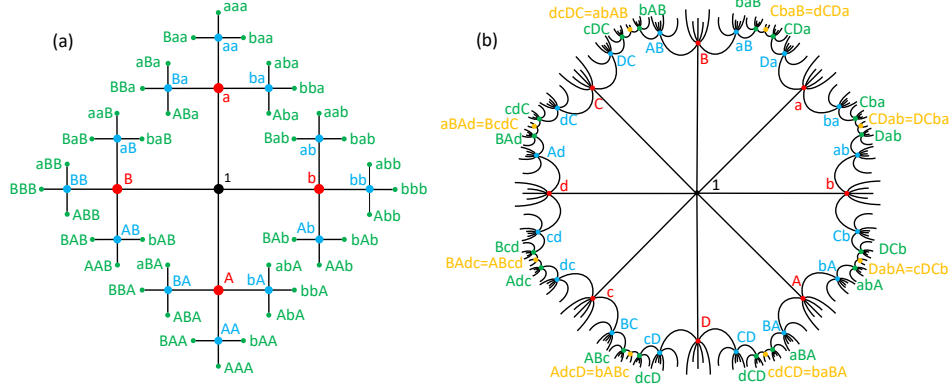 (a)
aaa
Baa
baa
aa
aBa
aba
Ba
ba
BBa
bba
a
ABa
Aba
aaB
aab
BaB
baB
Bab
bab
aB
ab
aBB
abb
BB
B
1
b
bb
BBB
bbb
ABB
Abb
AB
Ab
BAB
bAB
BAb
bAb
AAB
aBA
abA
AAb
BA
A
bA
BBA
bbA
ABA
AbA
AA
BAA
bAA
AAA
(b)
dcDC=abAB
bAB
baB
CbaB=dCDa
cDC
CDa
AB
aB
B
DC
Da
C
a
cdC
Cba
dC
ba
aBAd=BcdC
CDab=DCba
BAd
Dab
Ad
ab
1
d
b
cd
Cb
Bcd
DCb
BAdc=ABcd
DabA=cDCb
dc
bA
Adc
abA
c
A
BC
BA
D
cD
CD
ABc
aBA
AdcD=bABc
cdCD=baBA
dcD
dCD